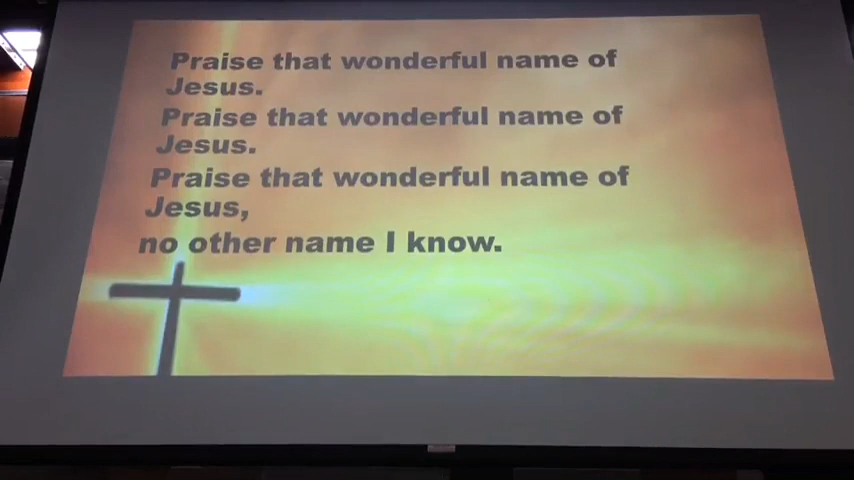 Praise that wonderful name of
Jesus.
Praise that wonderful name of
Jesus.
Praise that wonderful name of
Jesus,
no other name I know.